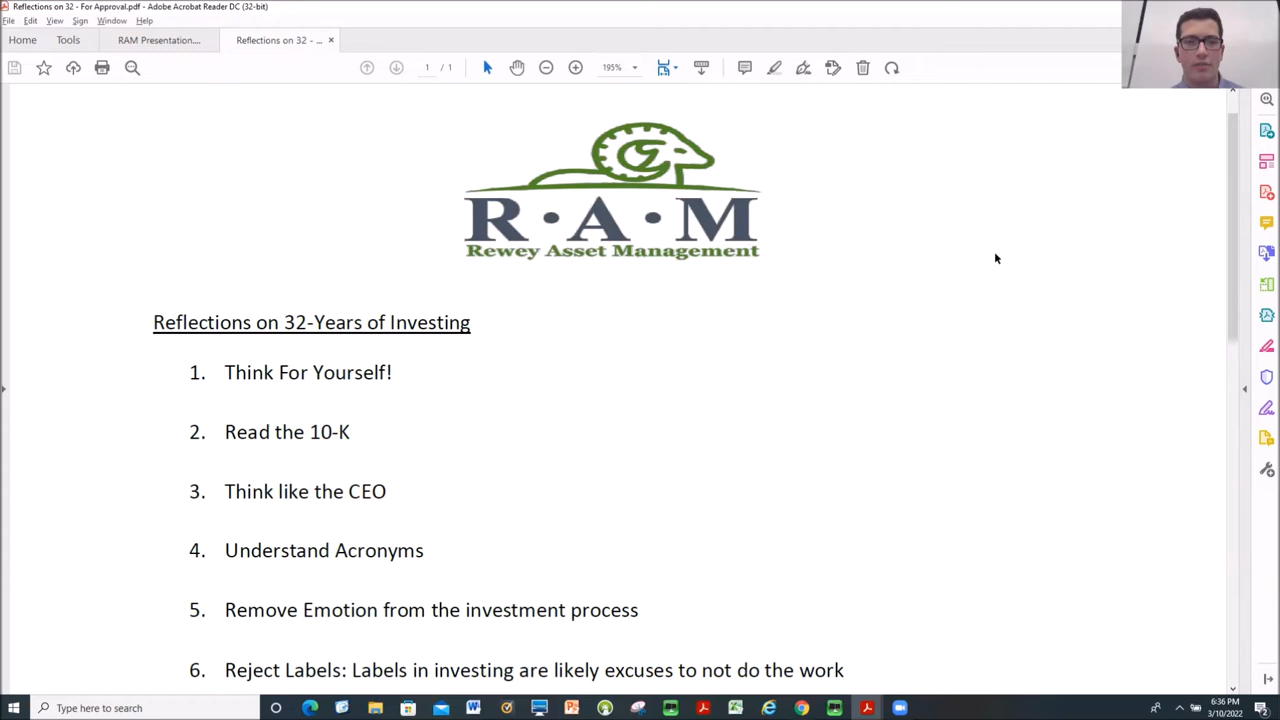 Reflections on 32 - For Approval.pdf - Adobe Acrobat Reader DC (32-bit)
File Edit View Sign Window Help
Home Tools RAM Presentation.... Reflections on 32 - ... ×
1 / 1 195%
R·A·M
Rewey Asset Management
Reflections on 32-Years of Investing
1. Think For Yourself!
2. Read the 10-K
3. Think like the CEO
4. Understand Acronyms
5. Remove Emotion from the investment process
6. Reject Labels: Labels in investing are likely excuses to not do the work
Type here to search
6:36 PM
3/10/2022
2